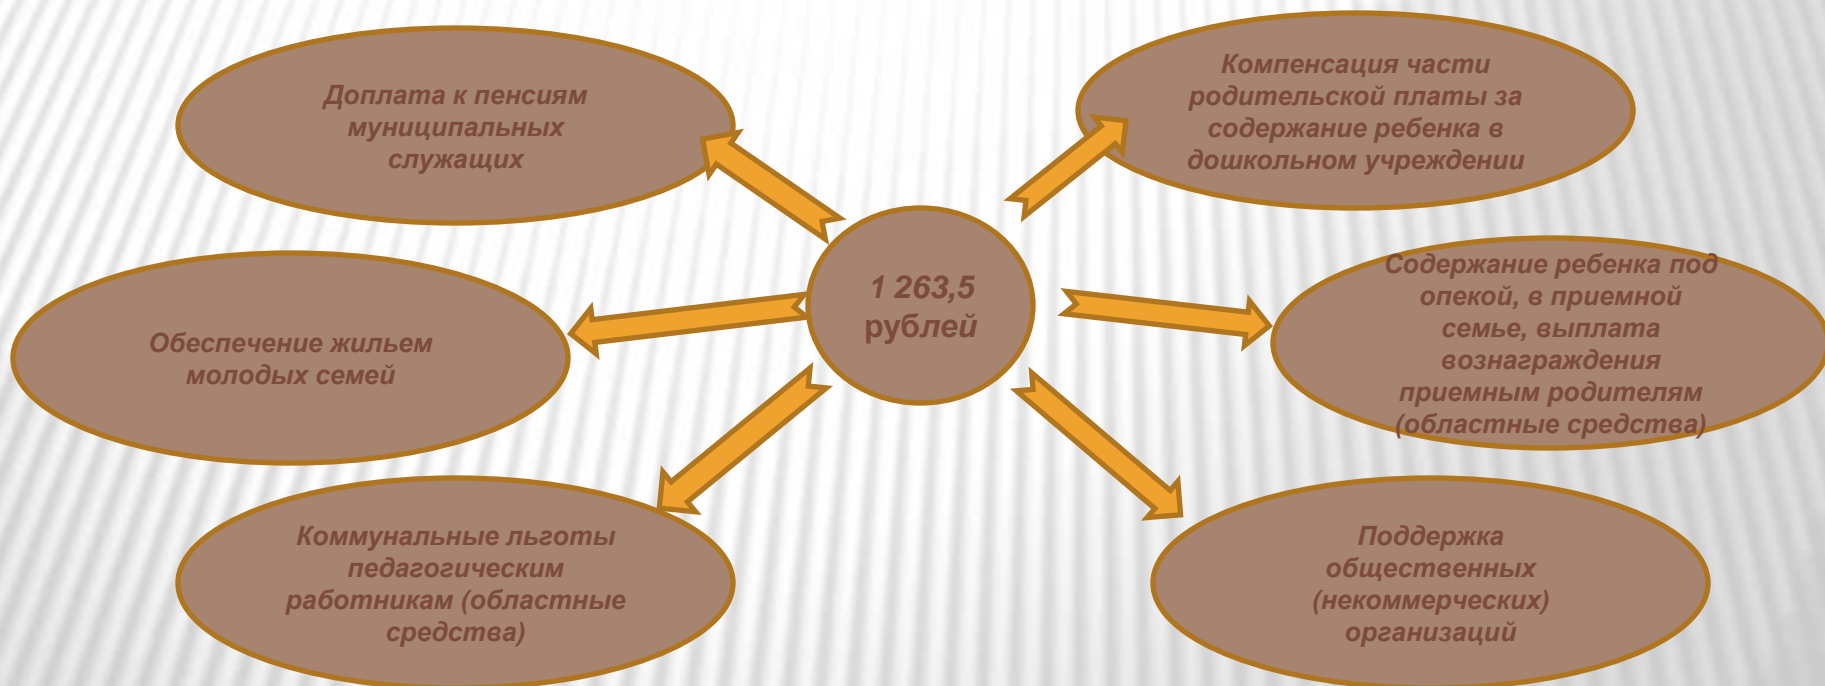 Доплата к пенсиям
муниципальных
служащих
Компенсация части
родительской платы за
содержание ребенка в
дошкольном учреждении
1 263,5
рублей
Обеспечение жильем
молодых семей
Содержание ребенка под
опекой, в приемной
семье, выплата
вознаграждения
приемным родителям
(областные средства)
Коммунальные льготы
педагогическим
работникам (областные
средства)
Поддержка
общественных
(некоммерческих)
организаций